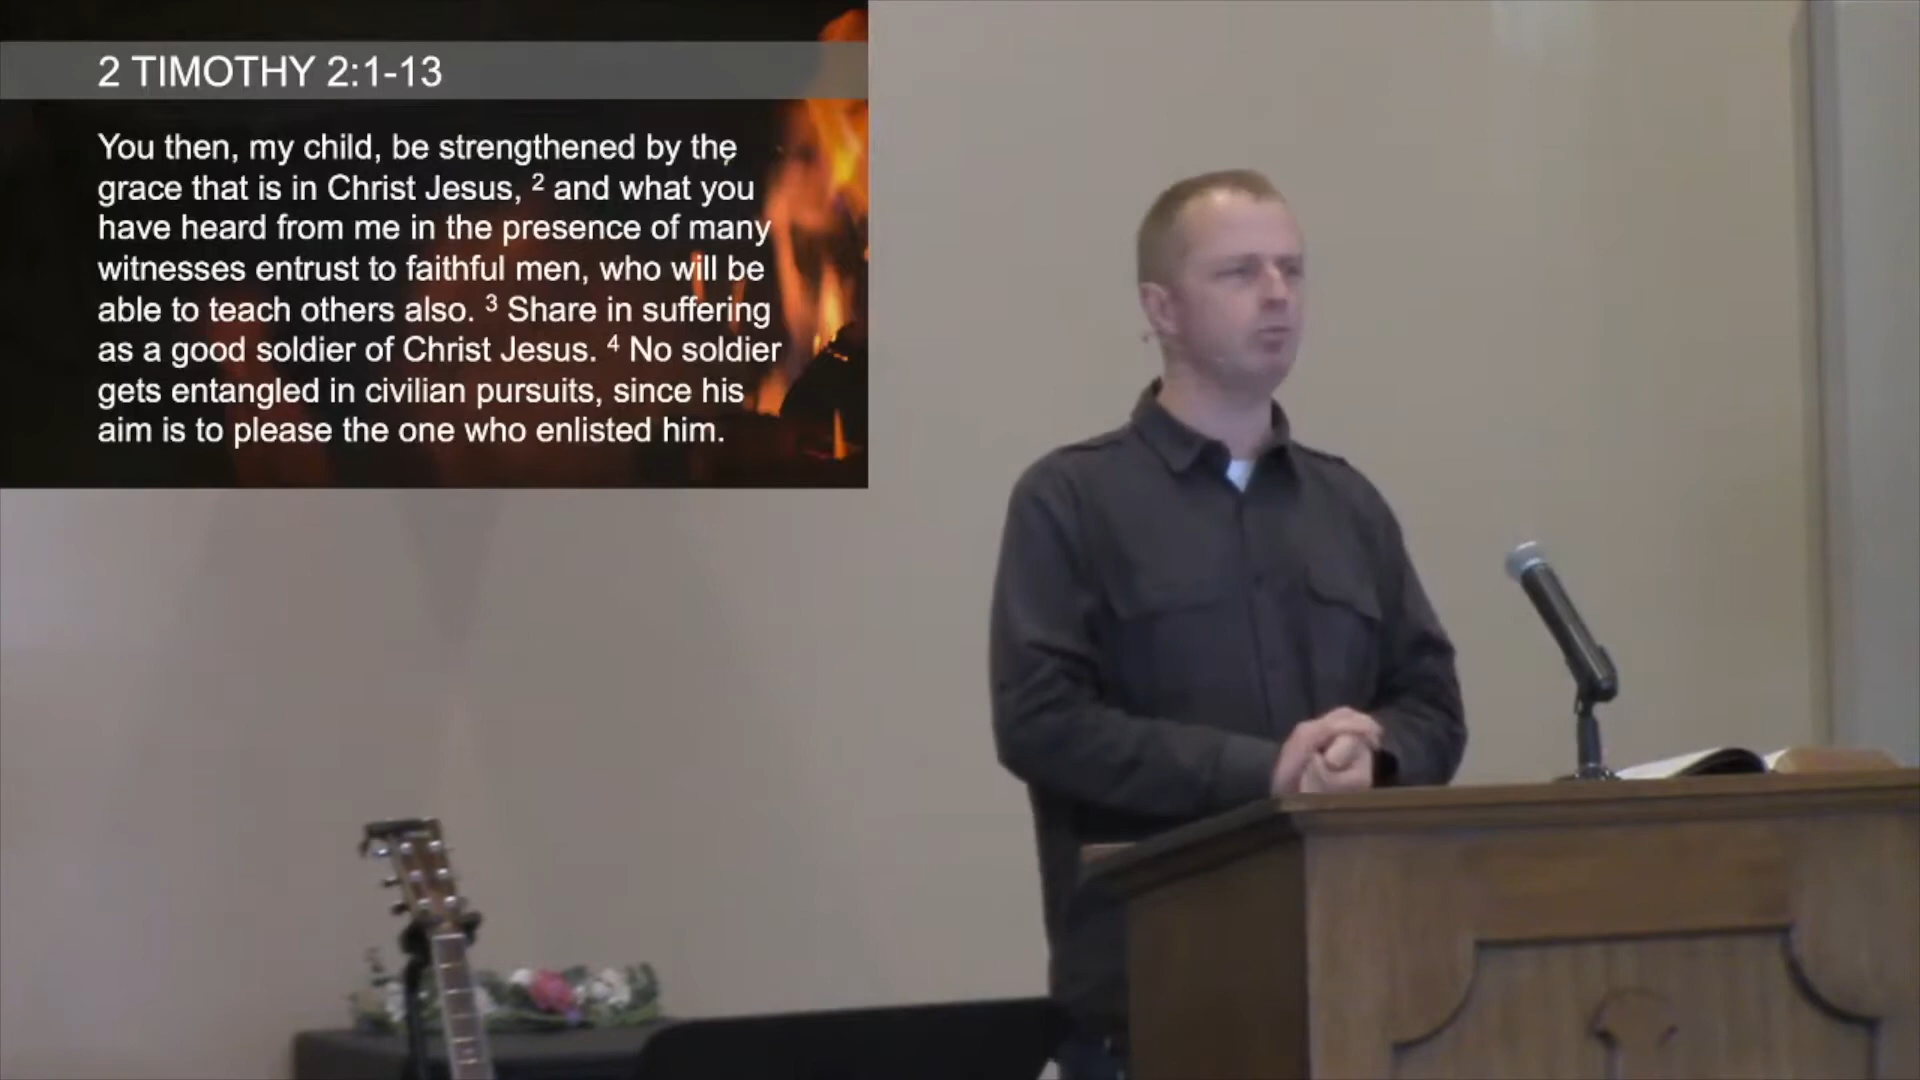 2 TIMOTHY 2:1-13
You then, my child, be strengthened by the
grace that is in Christ Jesus, 2 and what you
have heard from me in the presence of many
witnesses entrust to faithful men, who will be
able to teach others also. 3 Share in suffering
as a good soldier of Christ Jesus. 4 No soldier
gets entangled in civilian pursuits, since his
aim is to please the one who enlisted him.